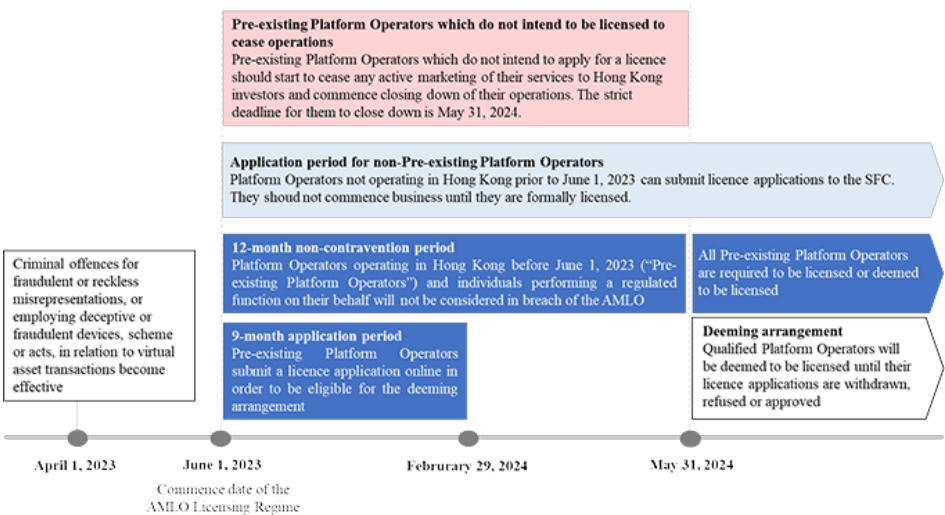 Pre-existing Platform Operators which do not intend to be licensed to
cease operations
Pre-existing Platform Operators which do not intend to apply for a licence
should start to cease any active marketing of their services to Hong Kong
investors and commence closing down of their operations. The strict
deadline for them to close down is May 31, 2024.
Application period for non-Pre-existing Platform Operators
Platform Operators not operating in Hong Kong prior to June 1, 2023 can submit licence applications to the SFC.
They shoud not commence business until they are formally licensed.
Criminal offences for
fraudulent or reckless
misrepresentations, or
employing deceptive or
fraudulent devices, scheme
or acts, in relation to virtual
asset transactions become
effective
12-month non-contravention period
Platform Operators operating in Hong Kong before June 1, 2023 (“Pre-
existing Platform Operators”) and individuals performing a regulated
function on their behalf will not be considered in breach of the AMLO
All Pre-existing Platform Operators
are required to be licensed or deemed
to be licensed
9-month application period
Pre-existing Platform Operators
submit a licence application online in
order to be eligible for the deeming
arrangement
Deeming arrangement
Qualified Platform Operators will
be deemed to be licensed until their
licence applications are withdrawn,
refused or approved
April 1, 2023
June 1, 2023
Februrary 29, 2024
May 31, 2024
Commence date of the
AMLO Licensing Regime